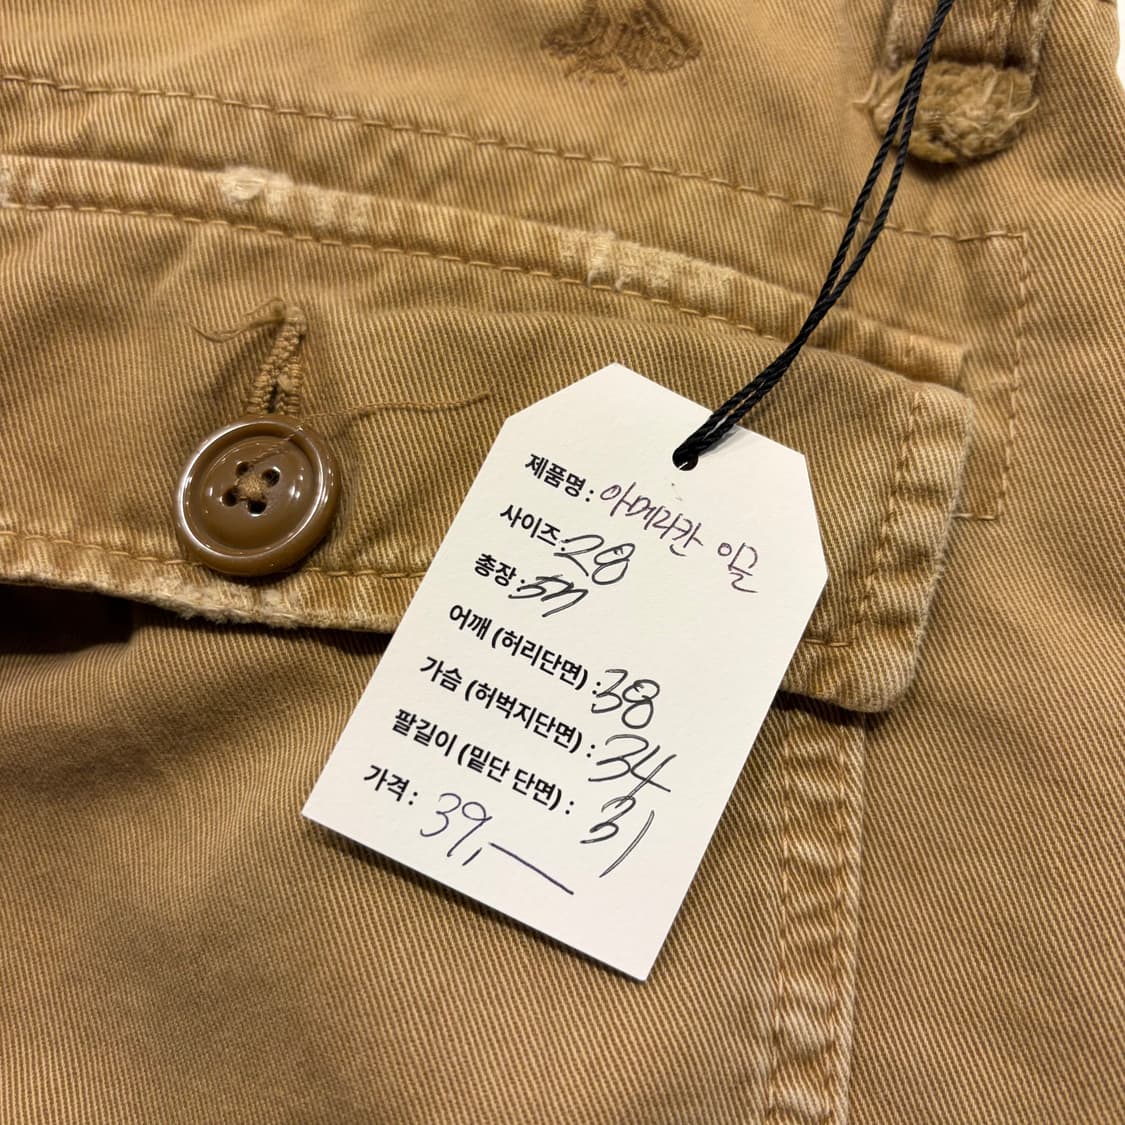 제품명 : 아메리칸 이글
사이즈 : 28
총장 : 57
어깨 (허리단면) : 38
가슴 (허벅지단면) : 34
팔길이 (밑단 단면) : 31
가격 : 39,—